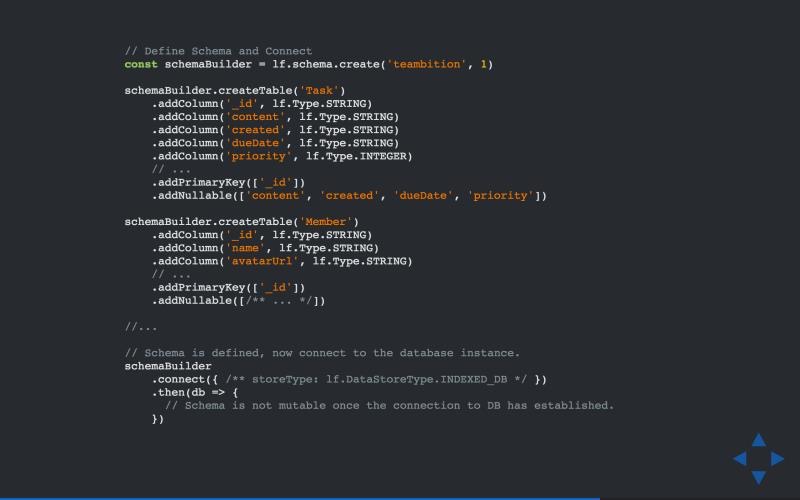 // Define Schema and Connect
const schemaBuilder = lf.schema.create('teambition', 1)
schemaBuilder.createTable('Task')
.addColumn('_id', lf.Type.STRING)
.addColumn('content', lf.Type.STRING)
.addColumn('created', lf.Type.STRING)
.addColumn('dueDate', lf.Type.STRING)
.addColumn('priority', lf.Type.INTEGER)
// ...
.addPrimaryKey(['_id'])
.addNullable(['content', 'created', 'dueDate', 'priority'])
schemaBuilder.createTable('Member')
.addColumn('_id', lf.Type.STRING)
.addColumn('name', lf.Type.STRING)
.addColumn('avatarUrl', lf.Type.STRING)
// ...
.addPrimaryKey(['_id'])
.addNullable([/** ... */])
//...
// Schema is defined, now connect to the database instance.
schemaBuilder
.connect({ /** storeType: lf.DataStoreType.INDEXED_DB */ })
.then(db => {
// Schema is not mutable once the connection to DB has established.
})